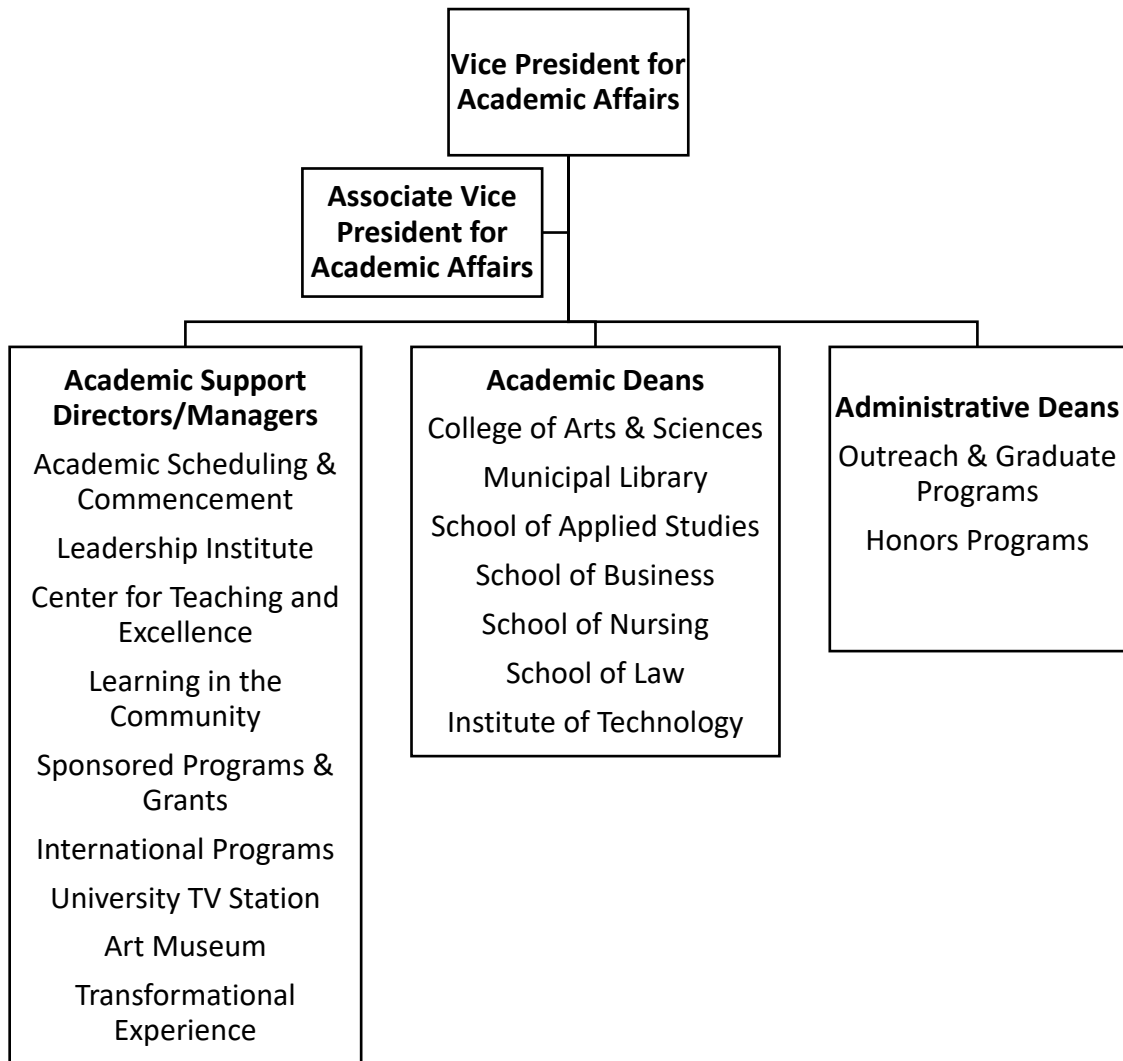 Vice President for
Academic Affairs
Associate Vice
President for
Academic Affairs
Academic Support
Directors/Managers
Academic Scheduling &
Commencement
Leadership Institute
Center for Teaching and
Excellence
Learning in the
Community
Sponsored Programs &
Grants
International Programs
University TV Station
Art Museum
Transformational
Experience
Academic Deans
College of Arts & Sciences
Municipal Library
School of Applied Studies
School of Business
School of Nursing
School of Law
Institute of Technology
Administrative Deans
Outreach & Graduate
Programs
Honors Programs